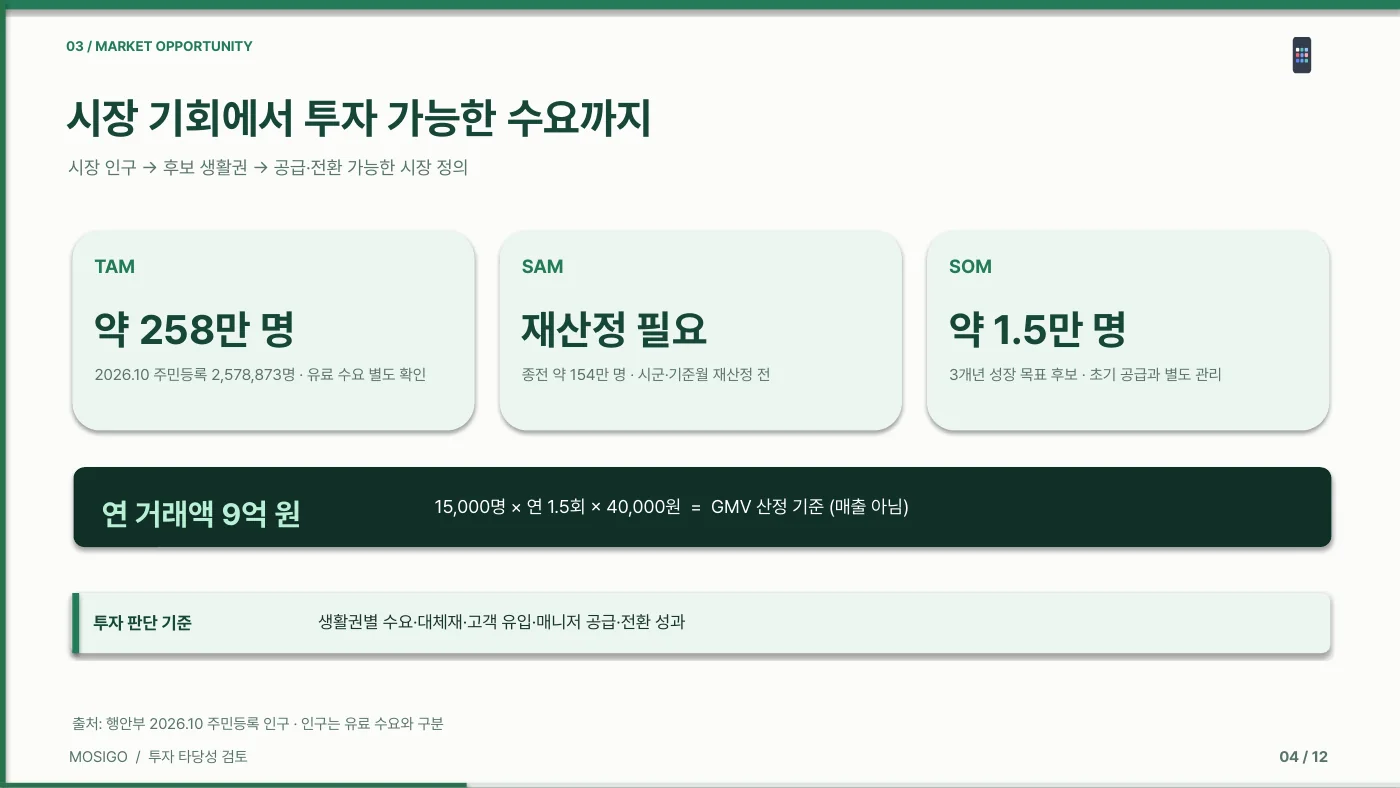 03 / MARKET OPPORTUNITY
시장 기회에서 투자 가능한 수요까지
시장 인구 → 후보 생활권 → 공급·전환 가능한 시장 정의
TAM
약 258만 명
2026.10 주민등록 2,578,873명 · 유료 수요 별도 확인
SAM
재산정 필요
종전 약 154만 명 · 시군·기준월 재산정 전
SOM
약 1.5만 명
3개년 성장 목표 후보 · 초기 공급과 별도 관리
연 거래액 9억 원
15,000명 × 연 1.5회 × 40,000원 = GMV 산정 기준 (매출 아님)
투자 판단 기준
생활권별 수요·대체재·고객 유입·매니저 공급·전환 성과
출처: 행안부 2026.10 주민등록 인구 · 인구는 유료 수요와 구분
MOSIGO / 투자 타당성 검토
04 / 12